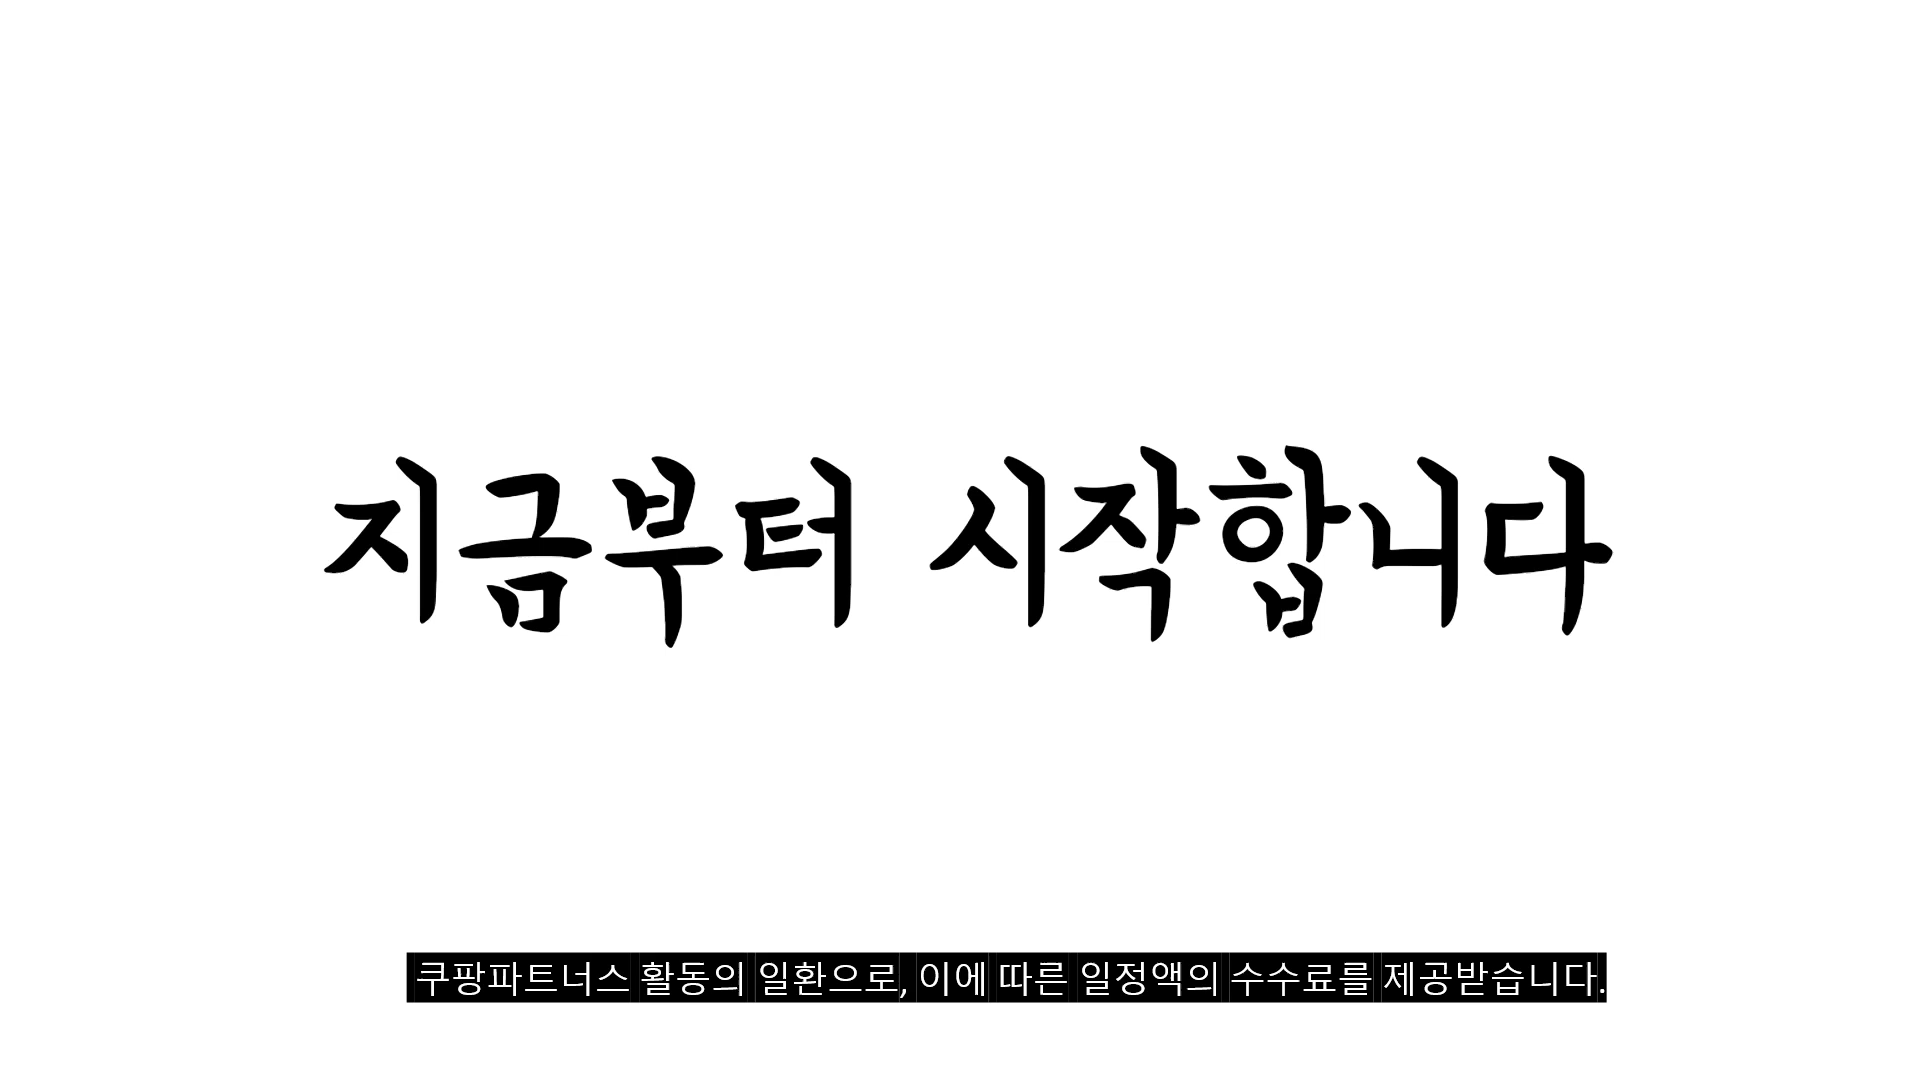 지금부터 시작합니다
쿠팡파트너스 활동의 일환으로, 이에 따른 일정액의 수수료를 제공받습니다.